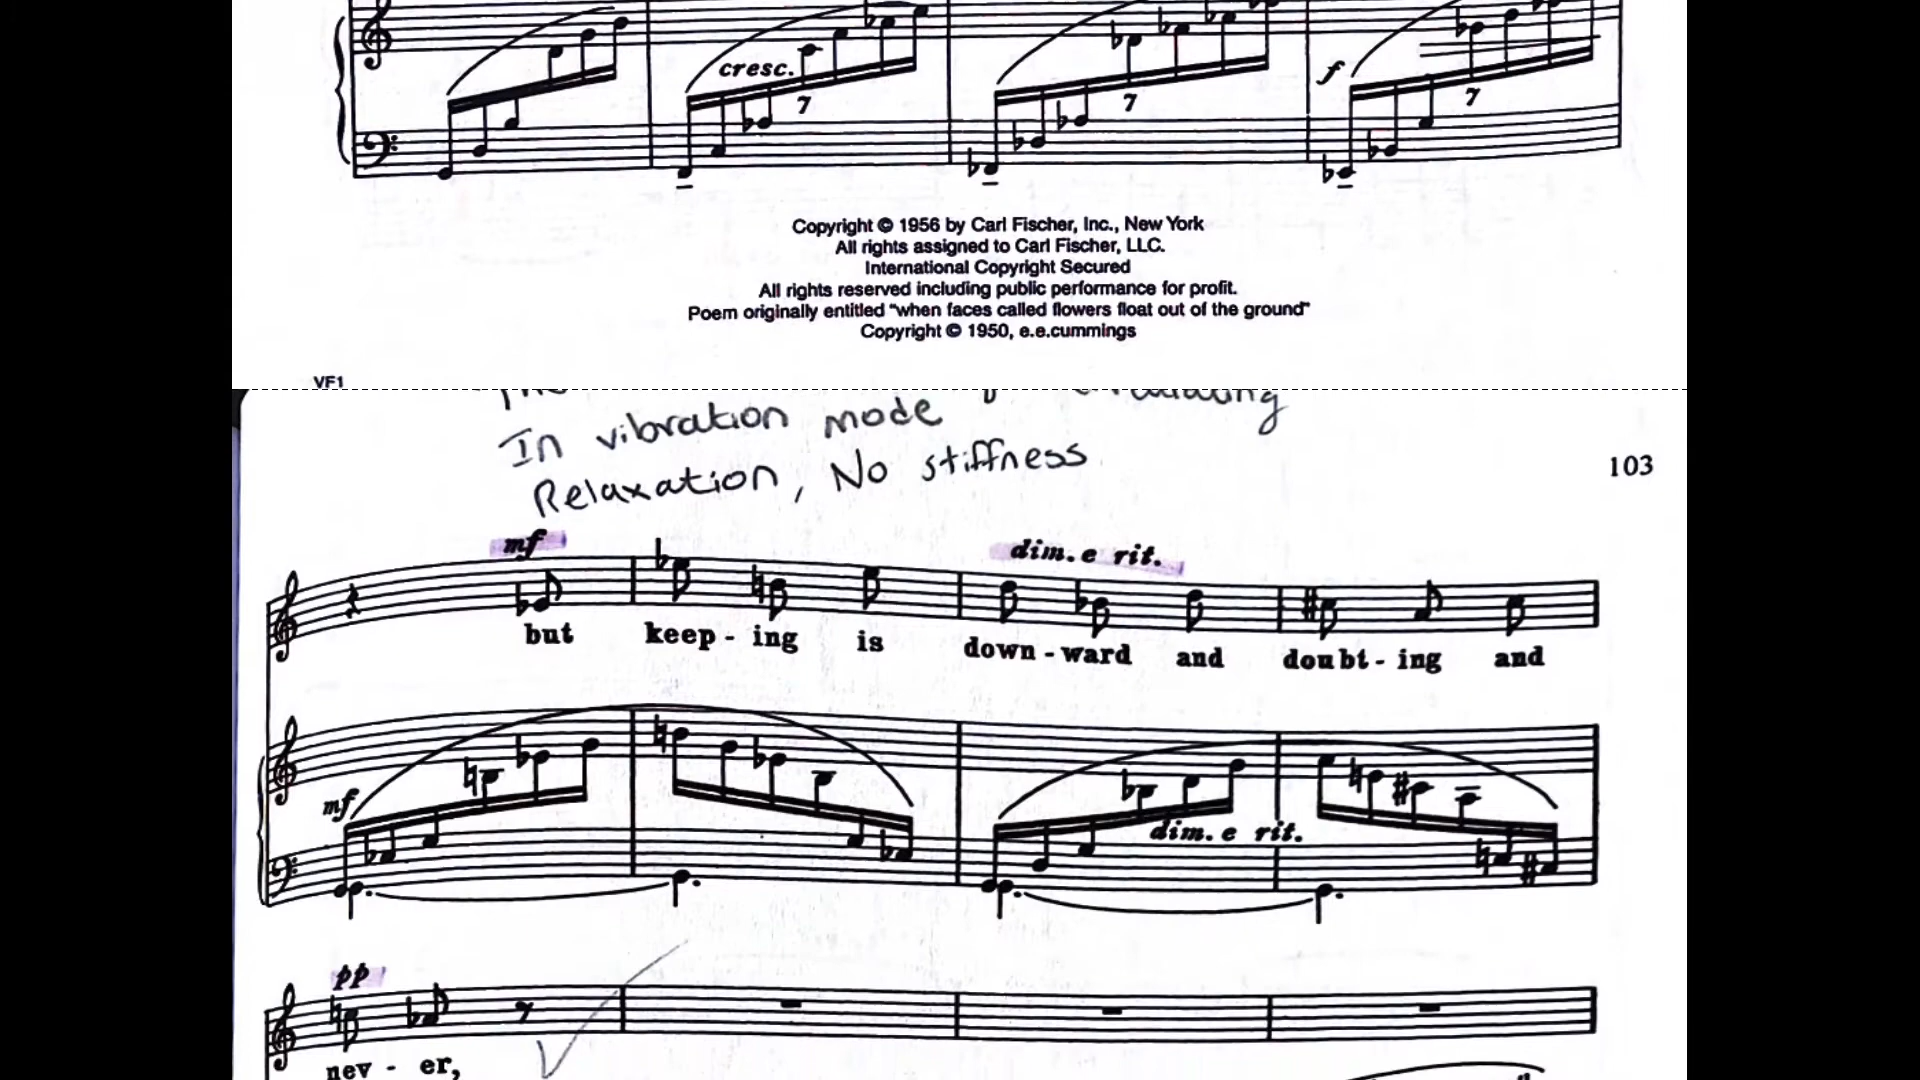 cresc.
7
7
f
7
Copyright © 1956 by Carl Fischer, Inc., New York
All rights assigned to Carl Fischer, LLC.
International Copyright Secured
All rights reserved including public performance for profit.
Poem originally entitled "when faces called flowers float out of the ground"
Copyright © 1950, e.e.cummings
VF1
In vibration mode
Relaxation, No stiffness
103
mf
dim. e rit.
but keep - ing is down - ward and doubt - ing and
mf
dim. e rit.
pp
nev - er,